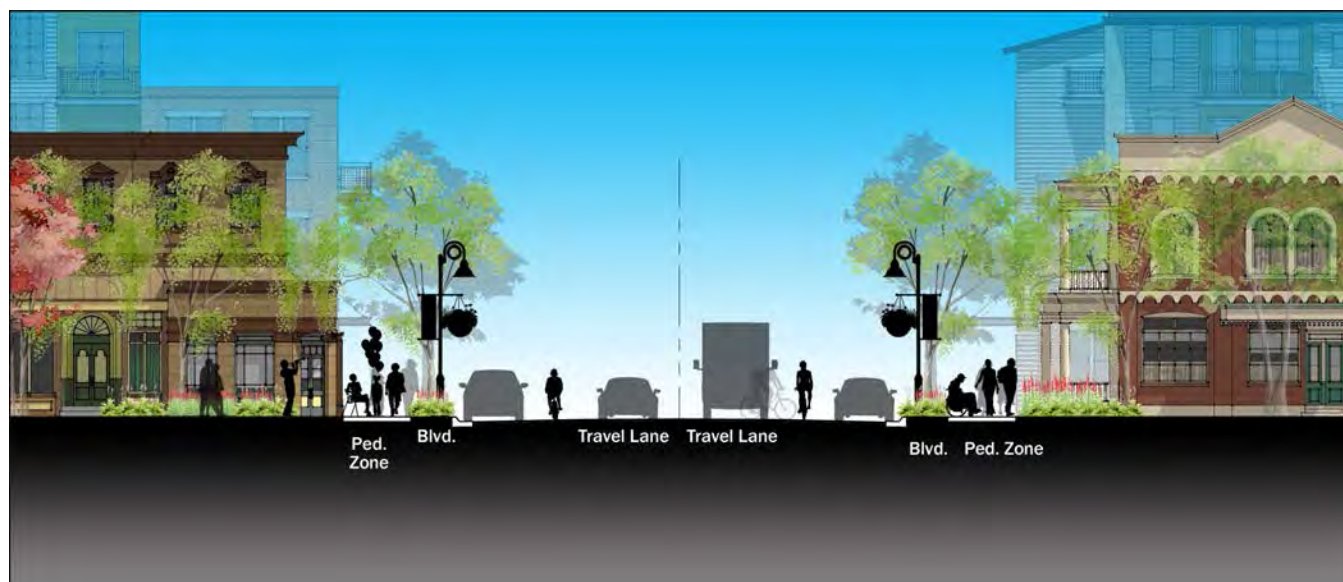 Ped.
Zone
Blvd.
Travel Lane
Travel Lane
Blvd.
Ped. Zone